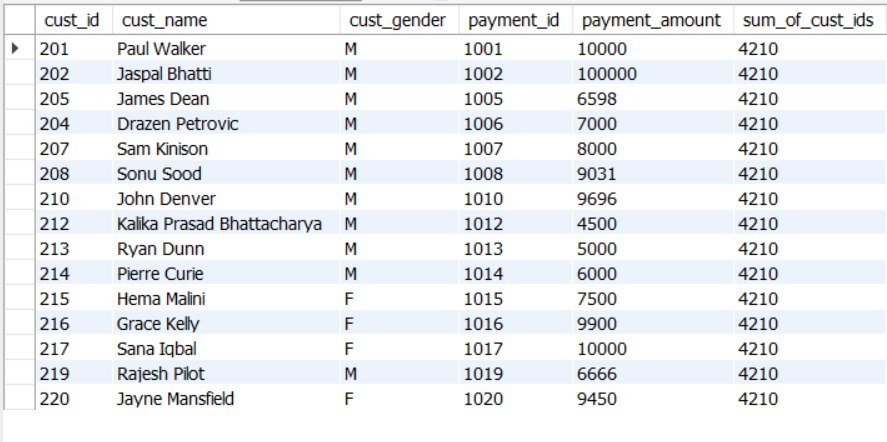 cust_id cust_name cust_gender payment_id payment_amount sum_of_cust_ids
201 Paul Walker M 1001 10000 4210
202 Jaspal Bhatti M 1002 100000 4210
205 James Dean M 1005 6598 4210
204 Drazen Petrovic M 1006 7000 4210
207 Sam Kinison M 1007 8000 4210
208 Sonu Sood M 1008 9031 4210
210 John Denver M 1010 9696 4210
212 Kalika Prasad Bhattacharya M 1012 4500 4210
213 Ryan Dunn M 1013 5000 4210
214 Pierre Curie M 1014 6000 4210
215 Hema Malini F 1015 7500 4210
216 Grace Kelly F 1016 9900 4210
217 Sana Iqbal F 1017 10000 4210
219 Rajesh Pilot M 1019 6666 4210
220 Jayne Mansfield F 1020 9450 4210